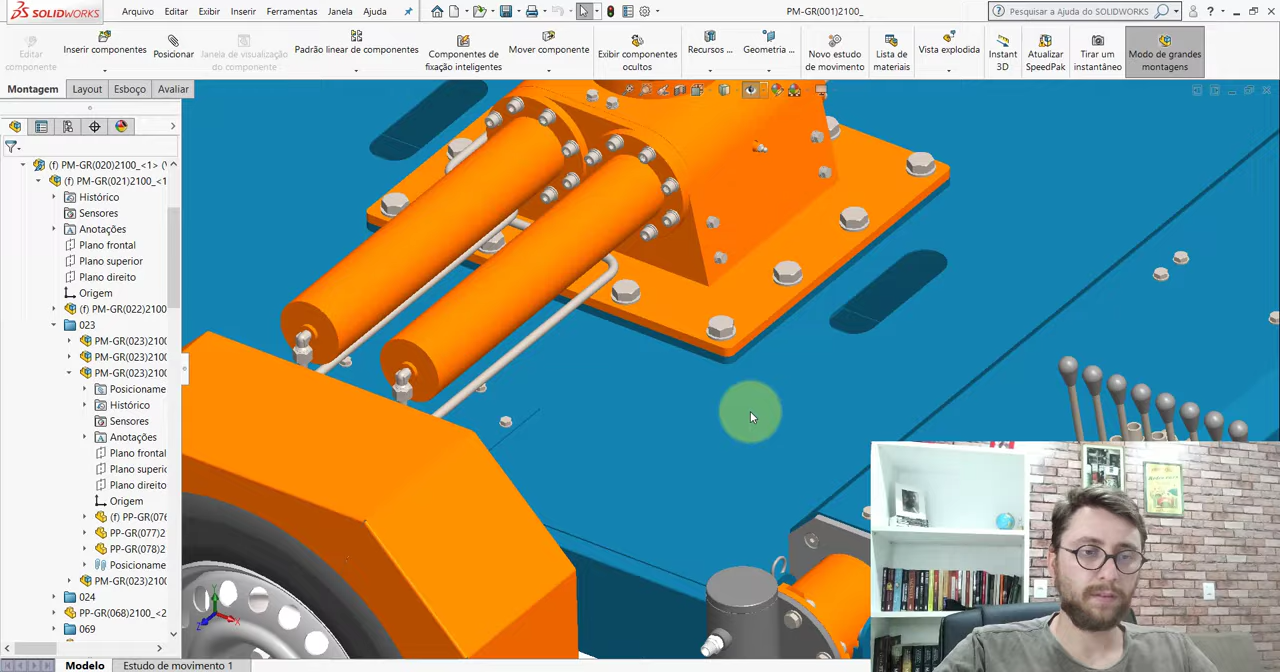 SOLIDWORKS
Arquivo Editar Exibir Inserir Ferramentas Janela Ajuda
PM-GR(001)2100_
Pesquisar a Ajuda do SOLIDWORKS
Editar componente
Inserir componentes
Posicionar
Janela de visualização do componente
Padrão linear de componentes
Componentes de fixação inteligentes
Mover componente
Exibir componentes ocultos
Recursos ...
Geometria ...
Novo estudo de movimento
Lista de materiais
Vista explodida
Instant 3D
Atualizar SpeedPak
Tirar um instantâneo
Modo de grandes montagens
Montagem Layout Esboço Avaliar
(f) PM-GR(020)2100_<1> (
(f) PM-GR(021)2100_<1
Histórico
Sensores
Anotações
Plano frontal
Plano superior
Plano direito
Origem
(f) PM-GR(022)2100
023
PM-GR(023)2100
PM-GR(023)2100
PM-GR(023)2100
Posicioname
Histórico
Sensores
Anotações
Plano frontal
Plano superi
Plano direito
Origem
(f) PP-GR(076
PP-GR(077)2
PP-GR(078)2
Posicioname
PM-GR(023)2100
024
PP-GR(068)2100_<2
069
Modelo Estudo de movimento 1